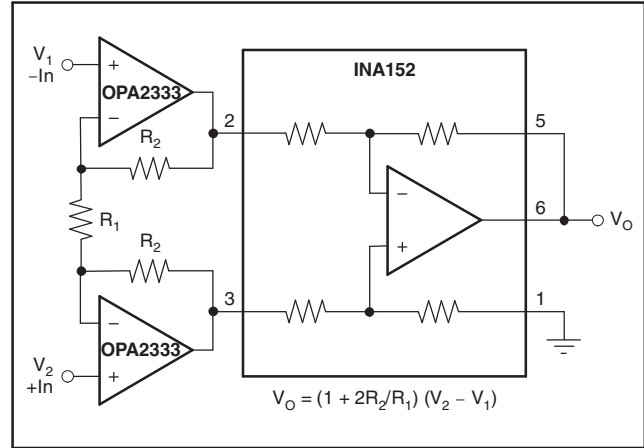 V1
–In
+
OPA2333
–
R2
R1
R2
–
OPA2333
+
V2
+In
INA152
2
5
–
6
VO
+
3
1
VO = (1 + 2R2/R1) (V2 – V1)